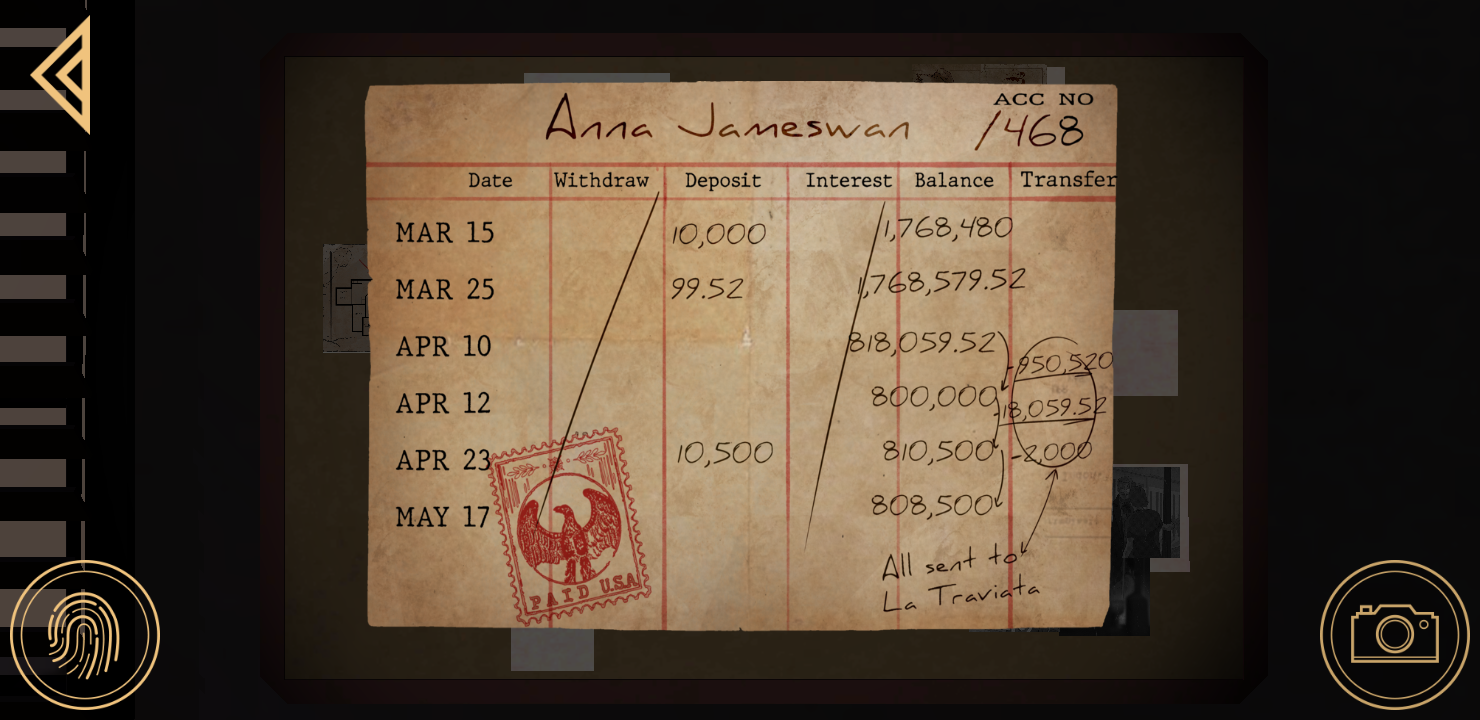 Anna Jameswan
ACC NO
1468
Date Withdraw Deposit Interest Balance Transfer
MAR 15 10,000 1,768,480
MAR 25 99.52 1,768,579.52
APR 10 818,059.52
-950,520
APR 12 800,000
-18,059.52
APR 23 10,500 810,500 -2,000
MAY 17 808,500
All sent to
La Traviata
PAID U.S.A